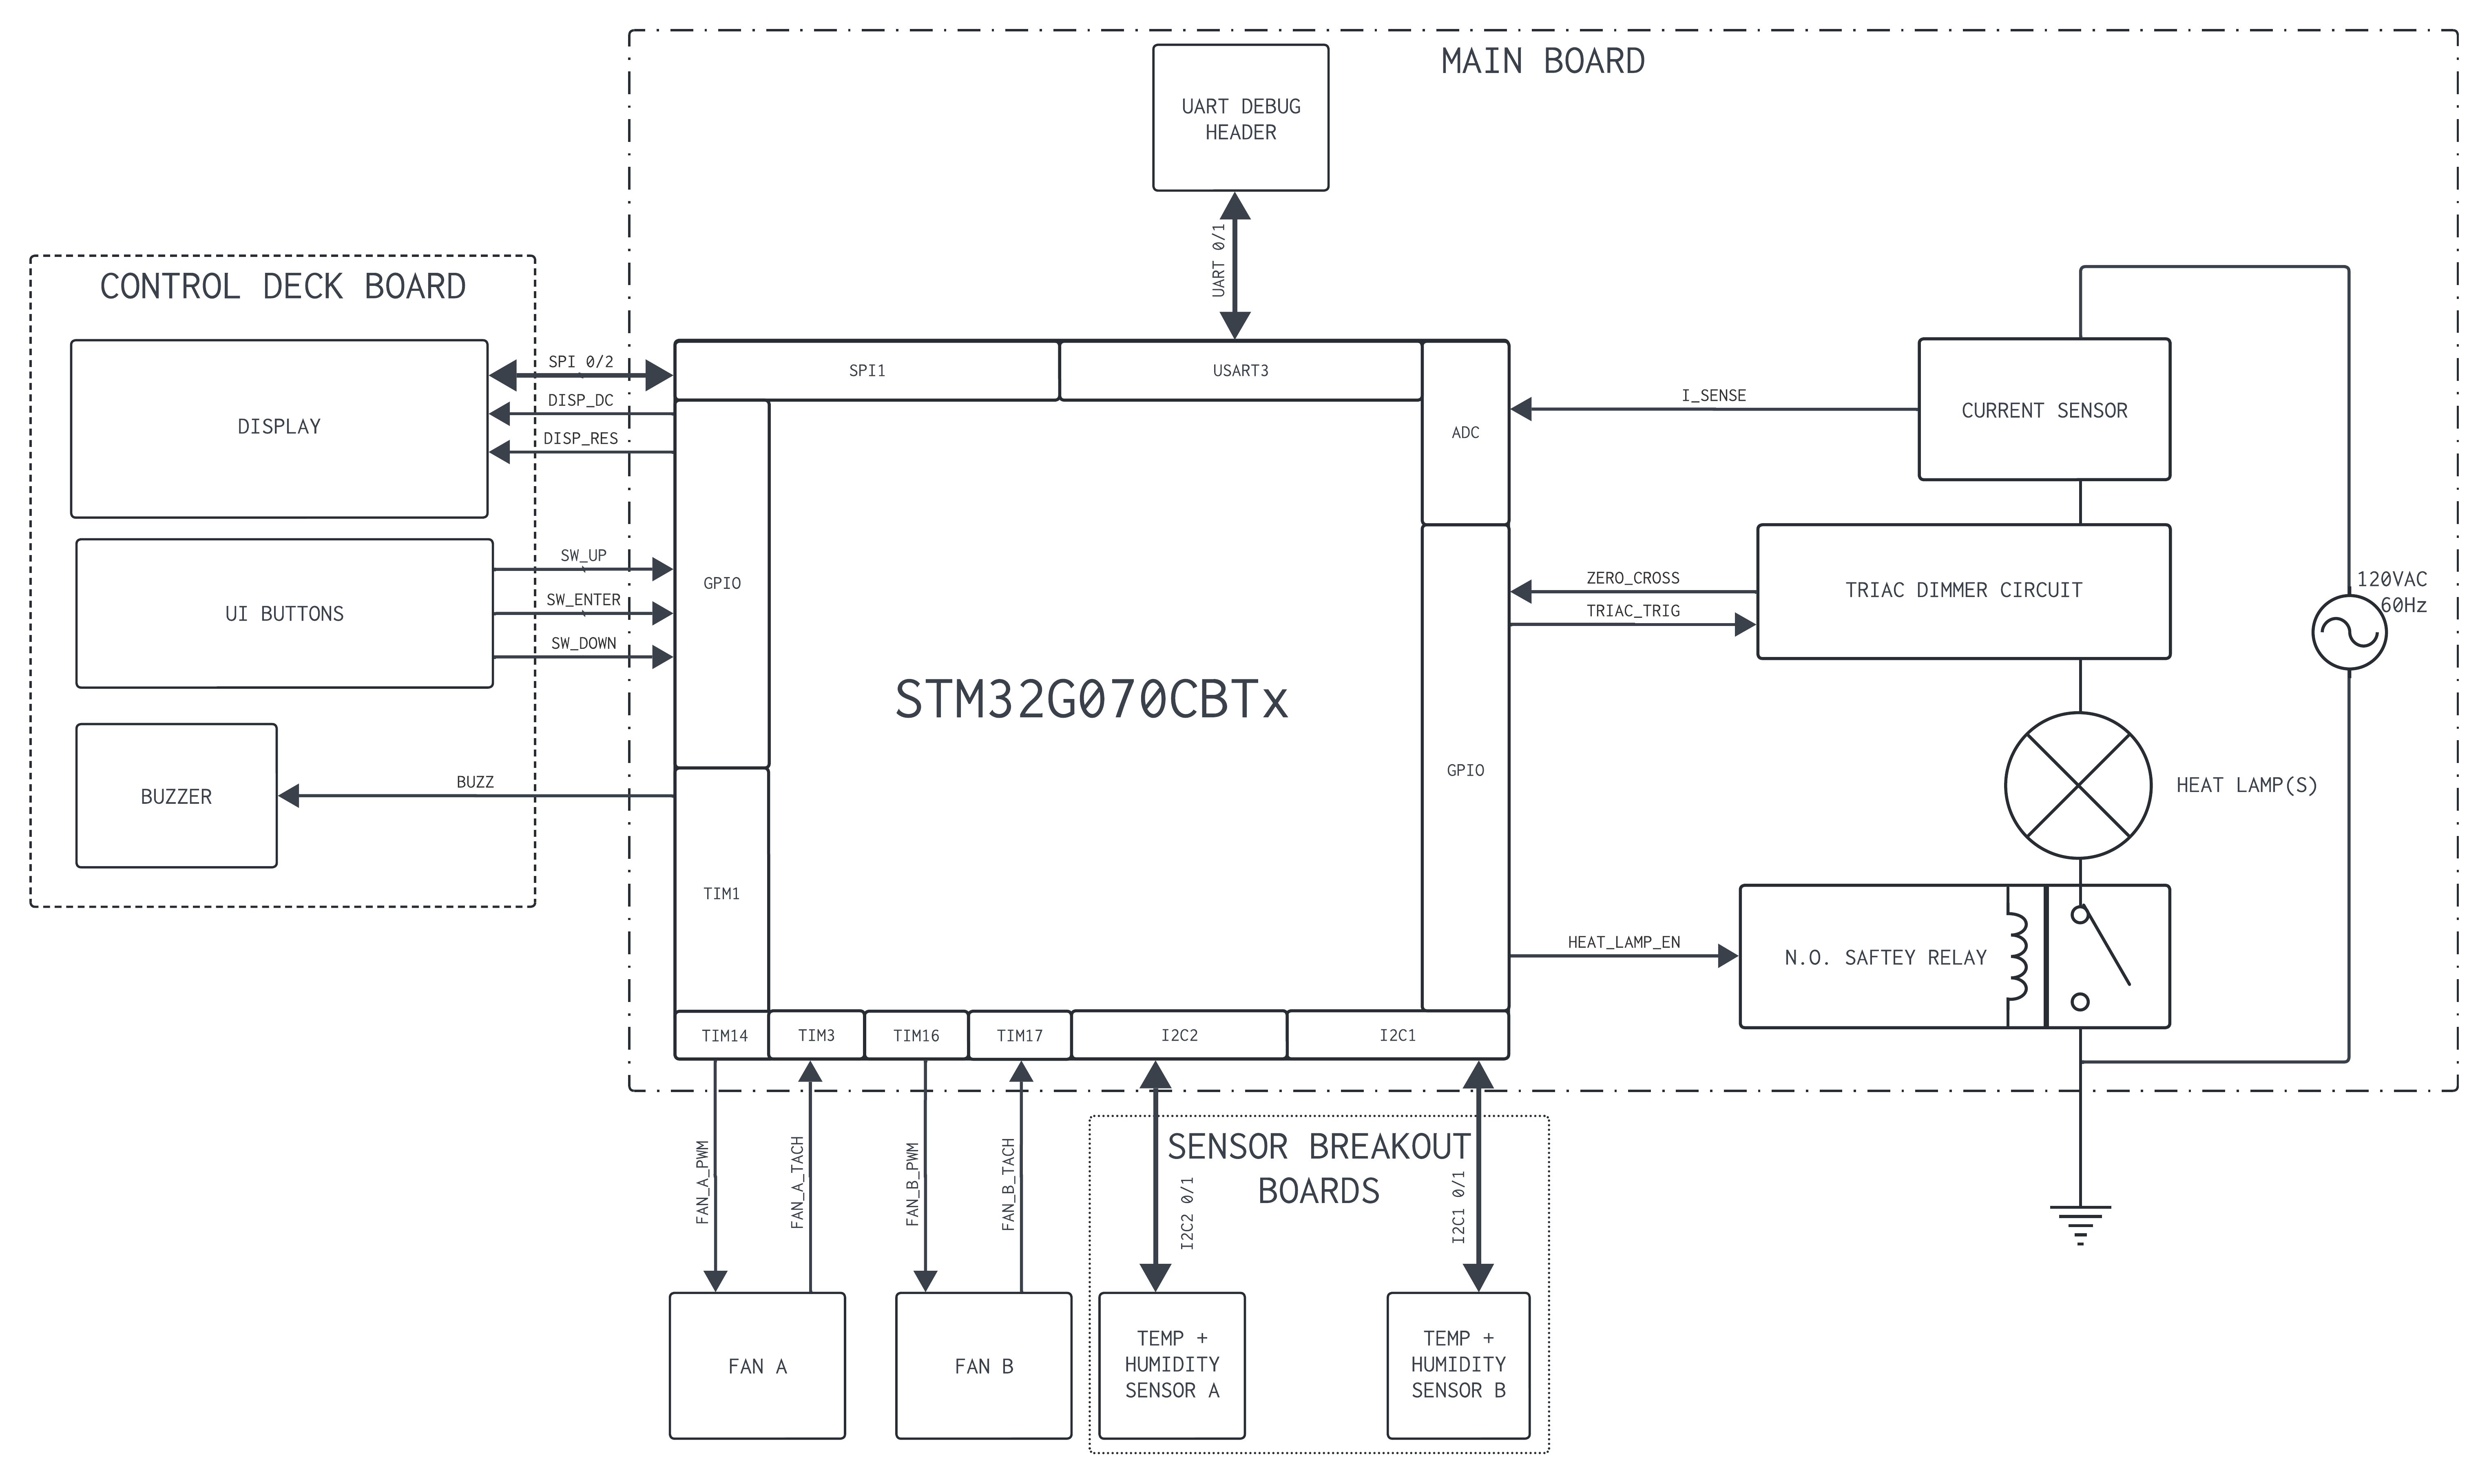 MAIN BOARD
UART DEBUG
HEADER
UART 0/1
CONTROL DECK BOARD
DISPLAY
SPI 0/2
DISP_DC
DISP_RES
UI BUTTONS
SW_UP
SW_ENTER
SW_DOWN
BUZZER
BUZZ
SPI1
USART3
ADC
GPIO
GPIO
STM32G070CBTx
TIM1
TIM14
TIM3
TIM16
TIM17
I2C2
I2C1
I_SENSE
CURRENT SENSOR
ZERO_CROSS
TRIAC_TRIG
TRIAC DIMMER CIRCUIT
120VAC
60Hz
HEAT LAMP(S)
HEAT_LAMP_EN
N.O. SAFTEY RELAY
FAN_A_PWM
FAN_A_TACH
FAN_B_PWM
FAN_B_TACH
SENSOR BREAKOUT
BOARDS
I2C2 0/1
I2C1 0/1
FAN A
FAN B
TEMP +
HUMIDITY
SENSOR A
TEMP +
HUMIDITY
SENSOR B